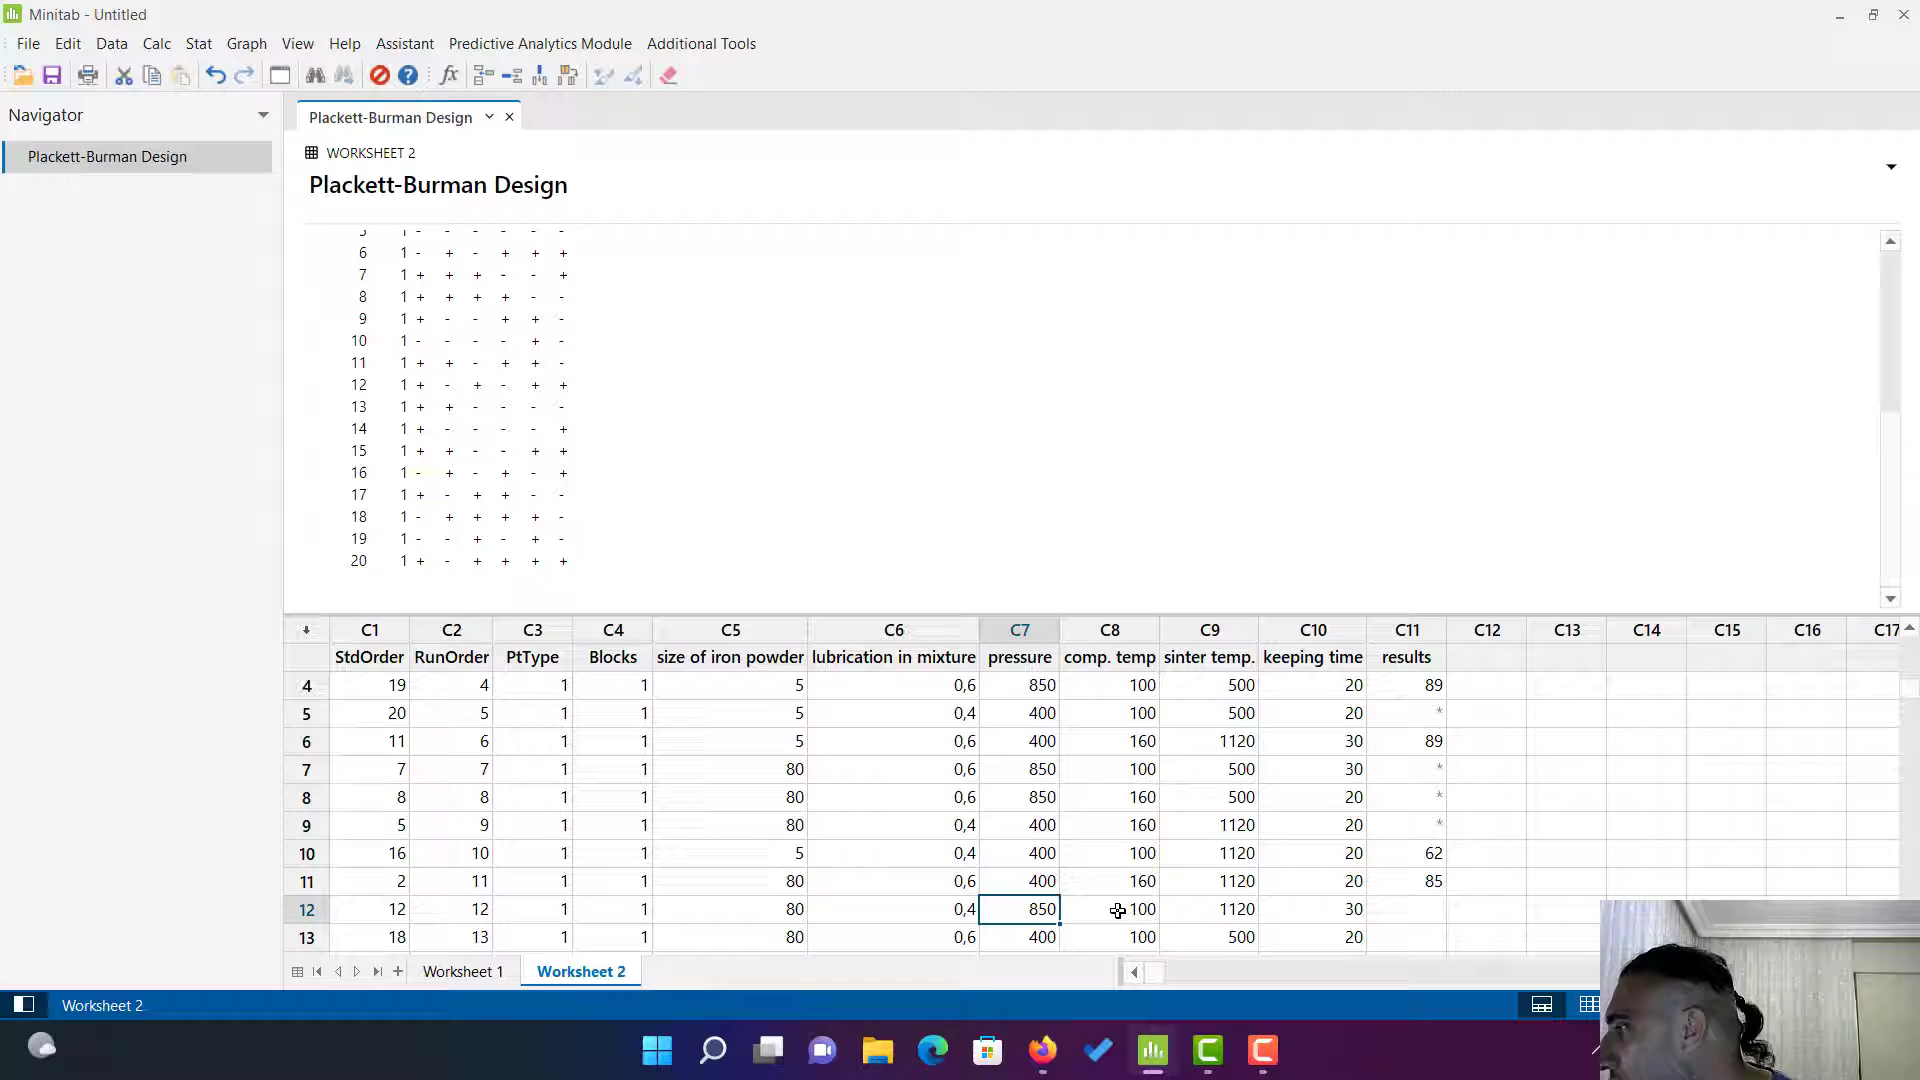 Minitab - Untitled
File Edit Data Calc Stat Graph View Help Assistant Predictive Analytics Module Additional Tools
Navigator
Plackett-Burman Design
Plackett-Burman Design
WORKSHEET 2
Plackett-Burman Design
5 1 - - - - - -
6 1 - + - + + +
7 1 + + + - - +
8 1 + + + + - -
9 1 + - - + + -
10 1 - - - - + -
11 1 + + - + + -
12 1 + - + - + +
13 1 + + - - - -
14 1 + - - - - +
15 1 + + - - + +
16 1 - + - + - +
17 1 + - + + - -
18 1 - + + + + -
19 1 - - + - + -
20 1 + - + + + +
C1 C2 C3 C4 C5 C6 C7 C8 C9 C10 C11 C12 C13 C14 C15 C16 C17
StdOrder RunOrder PtType Blocks size of iron powder lubrication in mixture pressure comp. temp sinter temp. keeping time results
4 19 4 1 1 5 0,6 850 100 500 20 89
5 20 5 1 1 5 0,4 400 100 500 20 *
6 11 6 1 1 5 0,6 400 160 1120 30 89
7 7 7 1 1 80 0,6 850 100 500 30 *
8 8 8 1 1 80 0,6 850 160 500 20 *
9 5 9 1 1 80 0,4 400 160 1120 20 *
10 16 10 1 1 5 0,4 400 100 1120 20 62
11 2 11 1 1 80 0,6 400 160 1120 20 85
12 12 12 1 1 80 0,4 850 100 1120 30
13 18 13 1 1 80 0,6 400 100 500 20
Worksheet 1 Worksheet 2
Worksheet 2